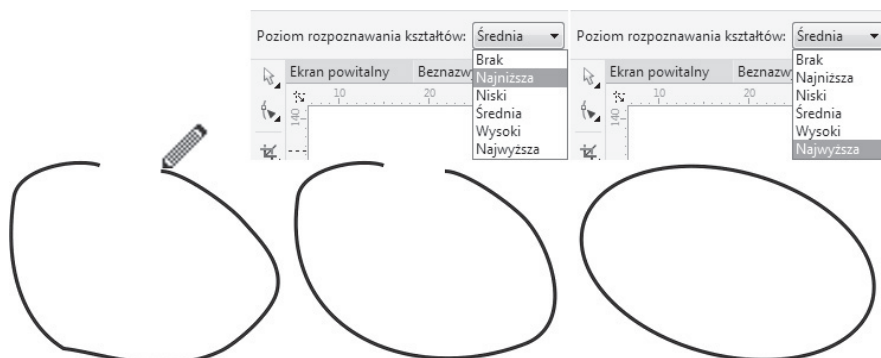 Poziom rozpoznawania kształtów: Średnia
Brak
Najniższa
Niski
Średnia
Wysoki
Najwyższa
Ekran powitalny Beznazw
10 20
140
Poziom rozpoznawania kształtów: Średnia
Brak
Najniższa
Niski
Średnia
Wysoki
Najwyższa
Ekran powitalny Beznazw
10 20
140